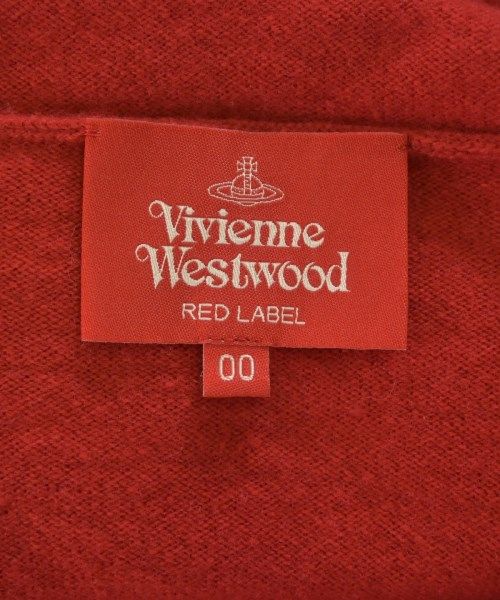 Vivienne
Westwood
RED LABEL
00